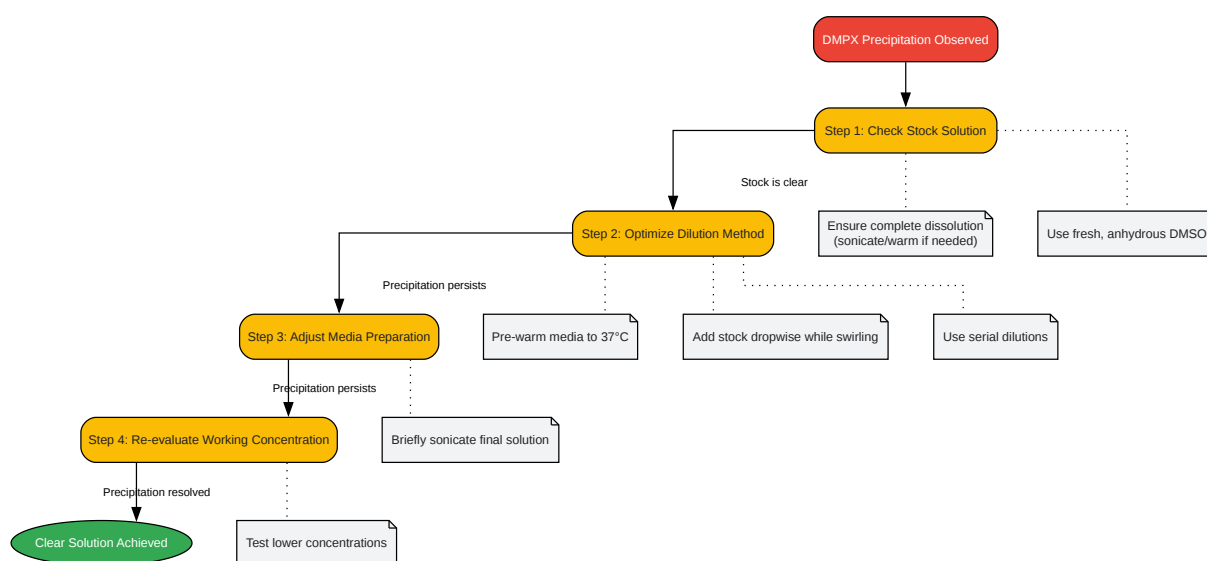 DMPX Precipitation Observed
Step 1: Check Stock Solution
Stock is clear
Step 2: Optimize Dilution Method
Ensure complete dissolution
(sonicate/warm if needed)
Use fresh, anhydrous DMSO
Precipitation persists
Step 3: Adjust Media Preparation
Pre-warm media to 37°C
Add stock dropwise while swirling
Use serial dilutions
Precipitation persists
Step 4: Re-evaluate Working Concentration
Briefly sonicate final solution
Precipitation resolved
Clear Solution Achieved
Test lower concentrations